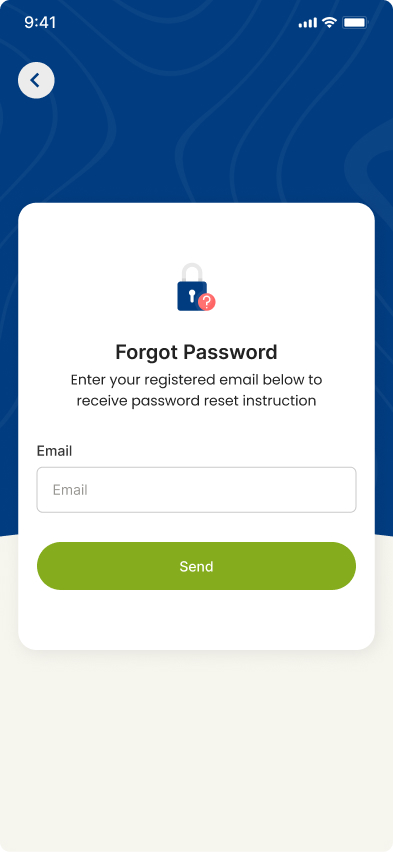 9:41
?
Forgot Password
Enter your registered email below to
receive password reset instruction
Email
Email
Send